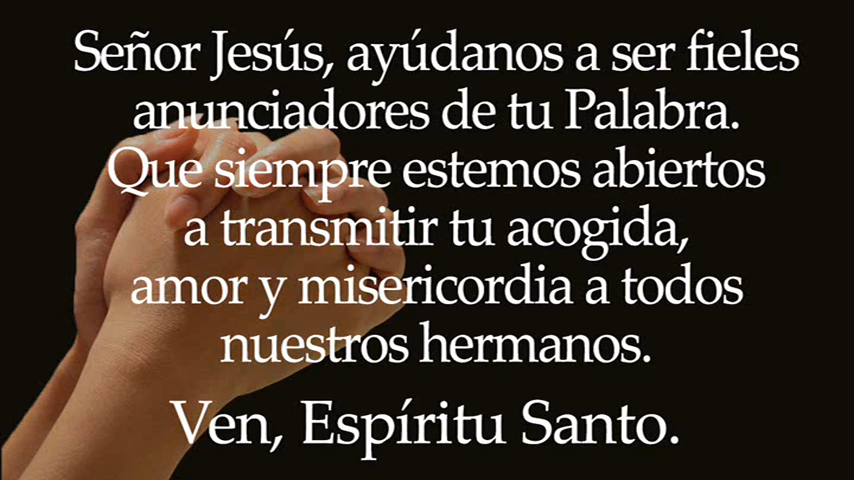 Señor Jesús, ayúdanos a ser fieles
anunciadores de tu Palabra.
Que siempre estemos abiertos
a transmitir tu acogida,
amor y misericordia a todos
nuestros hermanos.
Ven, Espíritu Santo.